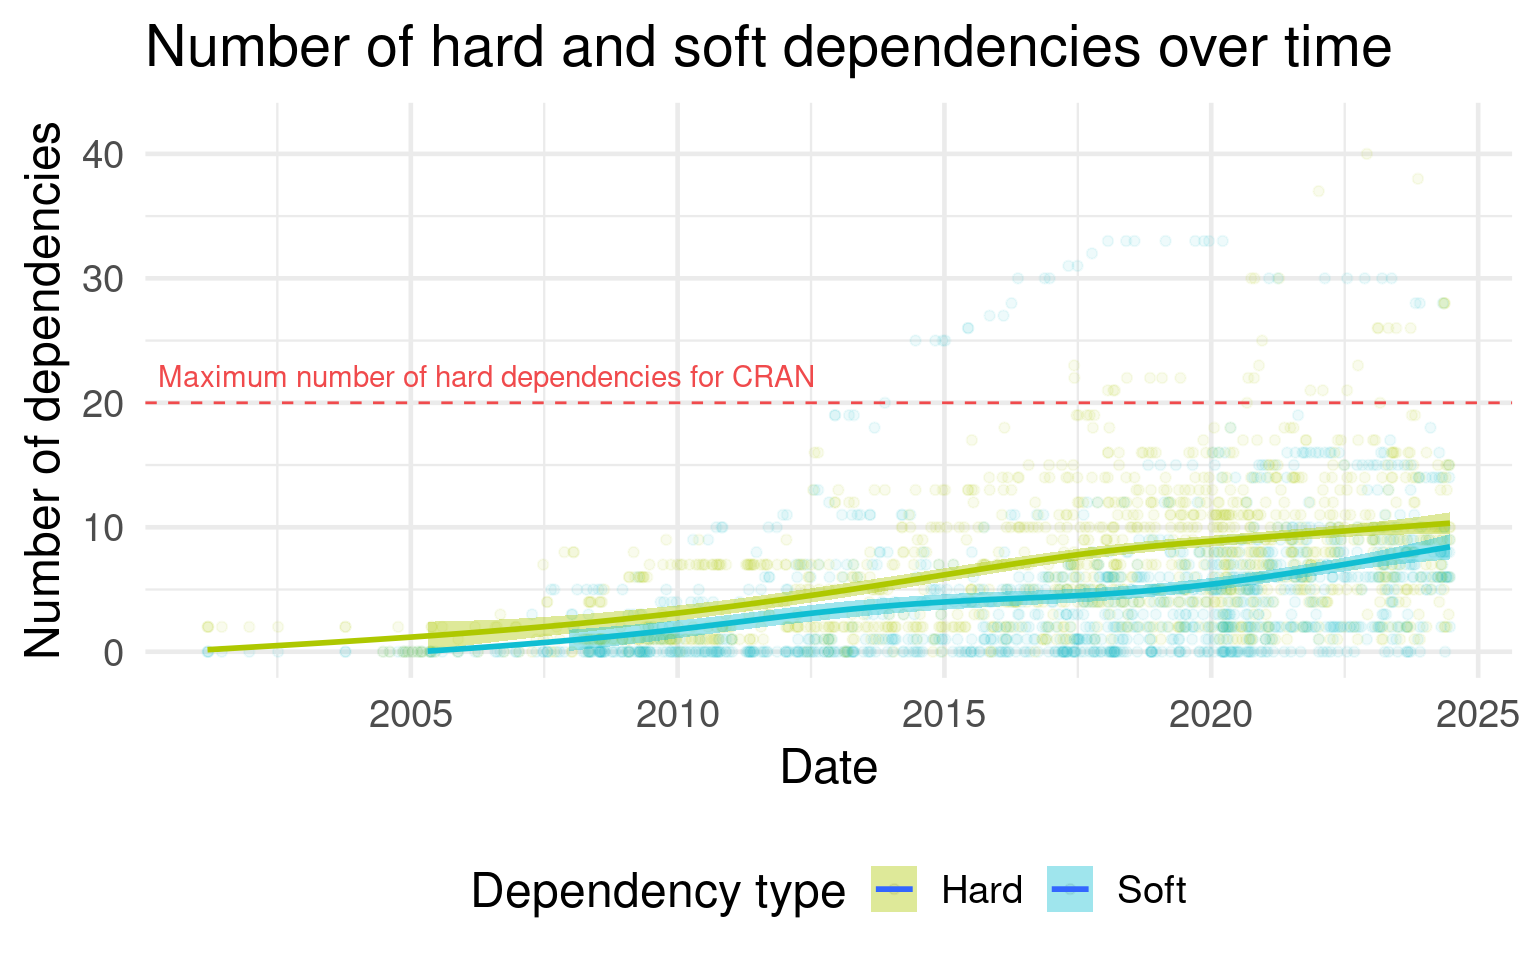 Number of hard and soft dependencies over time
Number of dependencies
40
30
20
10
0
Maximum number of hard dependencies for CRAN
2005 2010 2015 2020 2025
Date
Dependency type Hard Soft